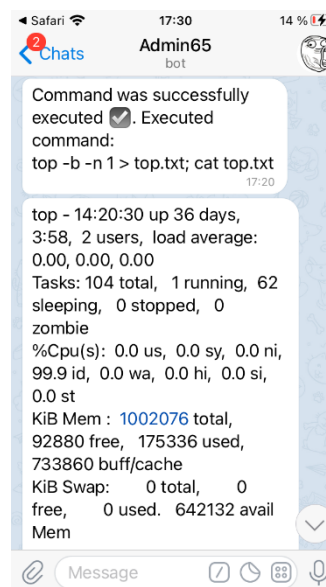 Safari 17:30 14 %
2
Chats Admin65
bot
Command was successfully
executed ☑. Executed
command:
top -b -n 1 > top.txt; cat top.txt
17:20
top - 14:20:30 up 36 days,
3:58, 2 users, load average:
0.00, 0.00, 0.00
Tasks: 104 total, 1 running, 62
sleeping, 0 stopped, 0
zombie
%Cpu(s): 0.0 us, 0.0 sy, 0.0 ni,
99.9 id, 0.0 wa, 0.0 hi, 0.0 si,
0.0 st
KiB Mem : 1002076 total,
92880 free, 175336 used,
733860 buff/cache
KiB Swap: 0 total, 0
free, 0 used. 642132 avail
Mem
Message